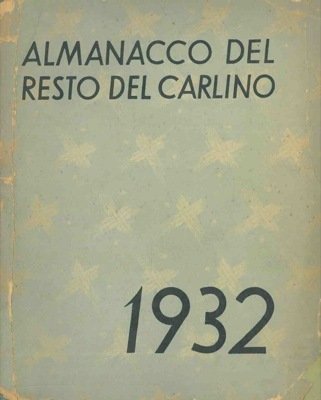 ALMANACCO DEL
RESTO DEL CARLINO
1932